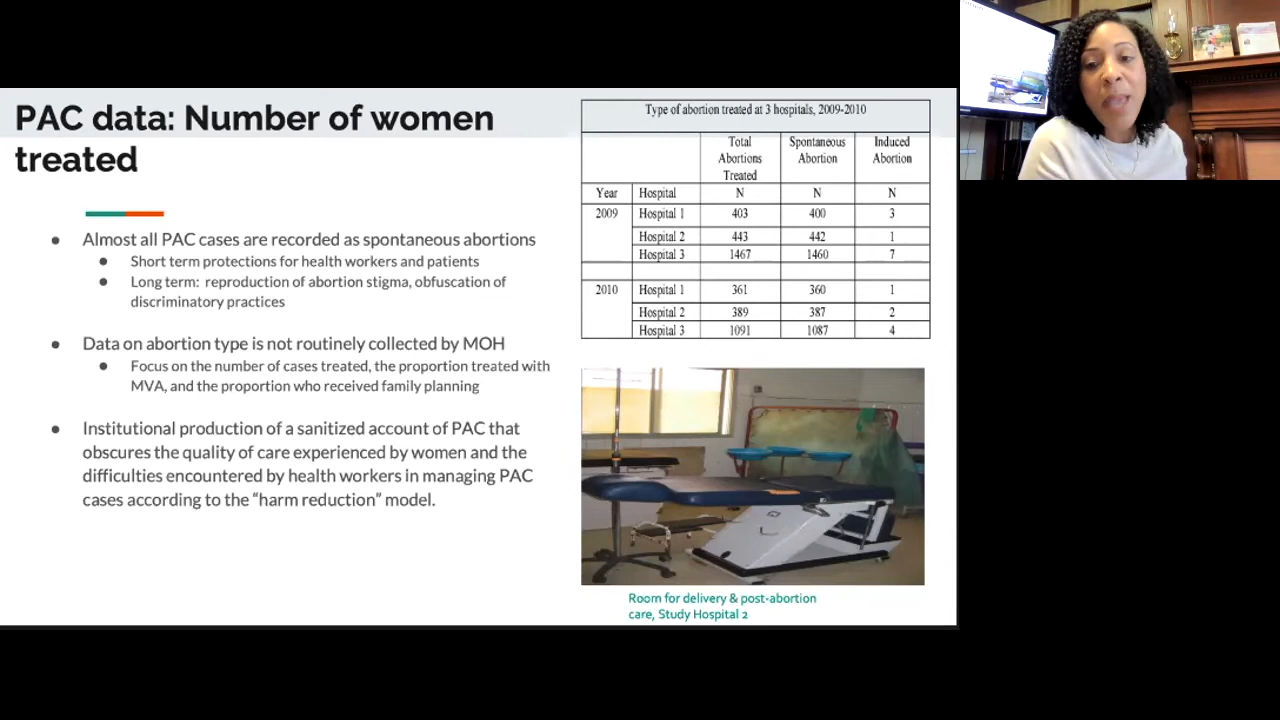 PAC data: Number of women
treated
● Almost all PAC cases are recorded as spontaneous abortions
● Short term protections for health workers and patients
● Long term: reproduction of abortion stigma, obfuscation of
discriminatory practices
● Data on abortion type is not routinely collected by MOH
● Focus on the number of cases treated, the proportion treated with
MVA, and the proportion who received family planning
● Institutional production of a sanitized account of PAC that
obscures the quality of care experienced by women and the
difficulties encountered by health workers in managing PAC
cases according to the “harm reduction” model.
Type of abortion treated at 3 hospitals, 2009-2010
Total Abortions Treated Spontaneous Abortion Induced Abortion
Year Hospital N N N
2009 Hospital 1 403 400 3
Hospital 2 443 442 1
Hospital 3 1467 1460 7
2010 Hospital 1 361 360 1
Hospital 2 389 387 2
Hospital 3 1091 1087 4
Room for delivery & post-abortion
care, Study Hospital 2